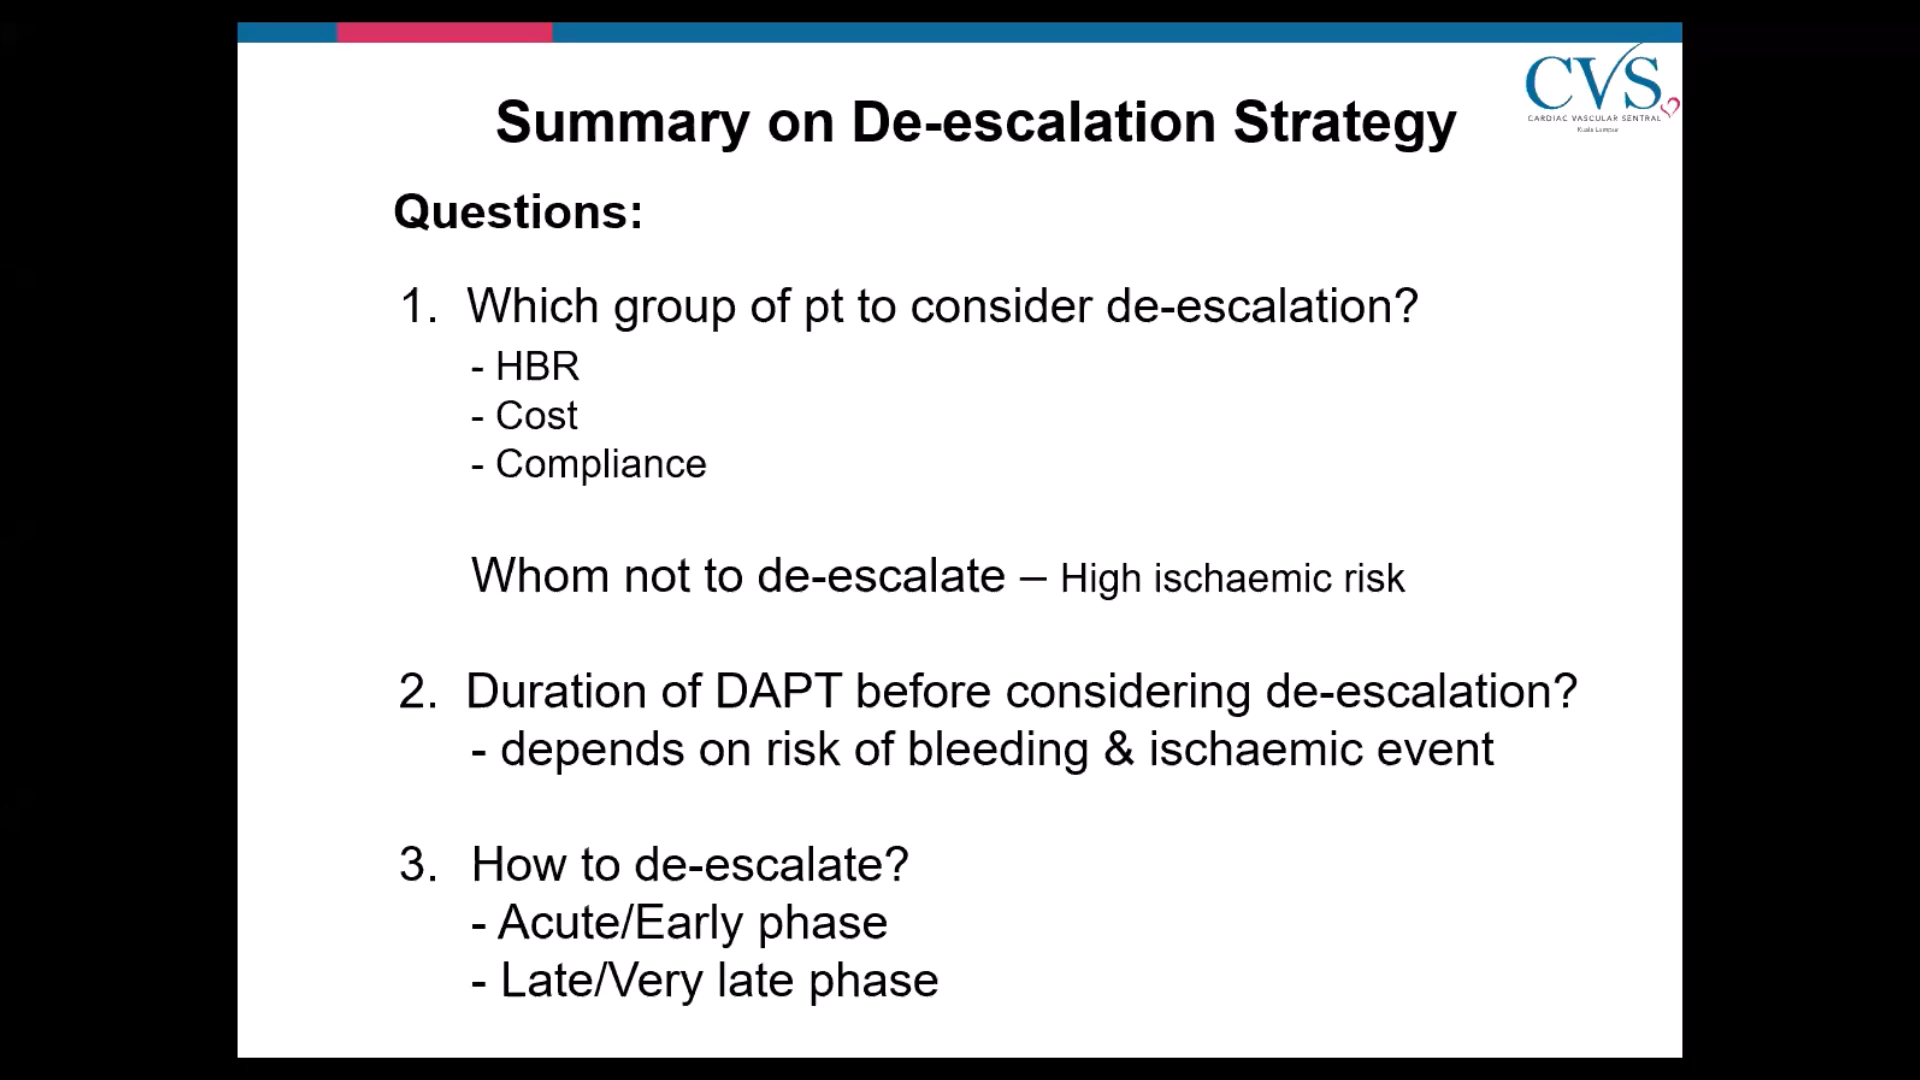 CVS
CARDIAC VASCULAR SENTRAL
Kuala Lumpur
Summary on De-escalation Strategy
Questions:
1. Which group of pt to consider de-escalation?
- HBR
- Cost
- Compliance
Whom not to de-escalate – High ischaemic risk
2. Duration of DAPT before considering de-escalation?
- depends on risk of bleeding & ischaemic event
3. How to de-escalate?
- Acute/Early phase
- Late/Very late phase